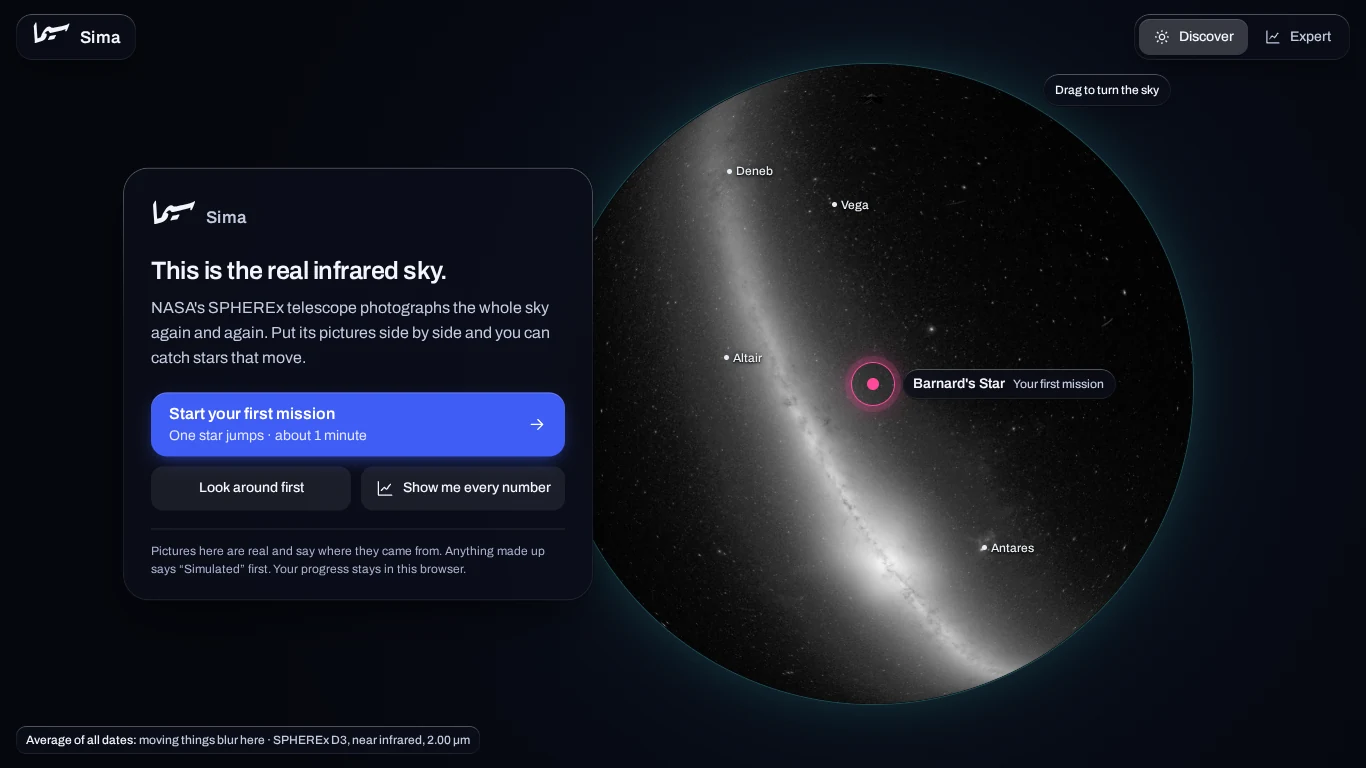 Sima
Discover
Expert
Drag to turn the sky
Deneb
Vega
Altair
Barnard's Star Your first mission
Antares
Sima
This is the real infrared sky.
NASA's SPHEREx telescope photographs the whole sky
again and again. Put its pictures side by side and you can
catch stars that move.
Start your first mission
One star jumps · about 1 minute
Look around first
Show me every number
Pictures here are real and say where they came from. Anything made up
says “Simulated” first. Your progress stays in this browser.
Average of all dates: moving things blur here · SPHEREx D3, near infrared, 2.00 µm